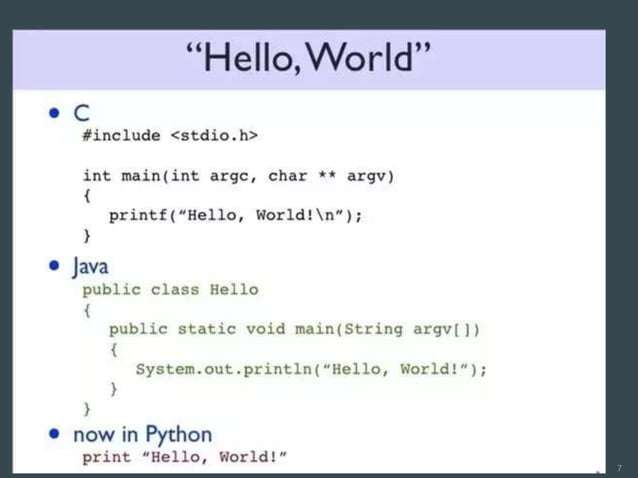 “Hello, World”
• C
#include <stdio.h>
int main(int argc, char ** argv)
{
printf(“Hello, World!\n”);
}
• Java
public class Hello
{
public static void main(String argv[])
{
System.out.println(“Hello, World!”);
}
}
• now in Python
print “Hello, World!”
7